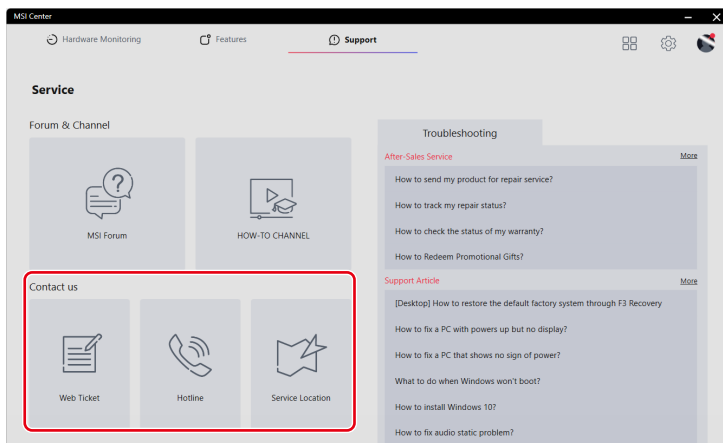 MSI Center
Hardware Monitoring
Features
Support
Service
Forum & Channel
MSI Forum
HOW-TO CHANNEL
Contact us
Web Ticket
Hotline
Service Location
Troubleshooting
After-Sales Service
More
How to send my product for repair service?
How to track my repair status?
How to check the status of my warranty?
How to Redeem Promotional Gifts?
Support Article
More
[Desktop] How to restore the default factory system through F3 Recovery
How to fix a PC with powers up but no display?
How to fix a PC that shows no sign of power?
What to do when Windows won't boot?
How to install Windows 10?
How to fix audio static problem?